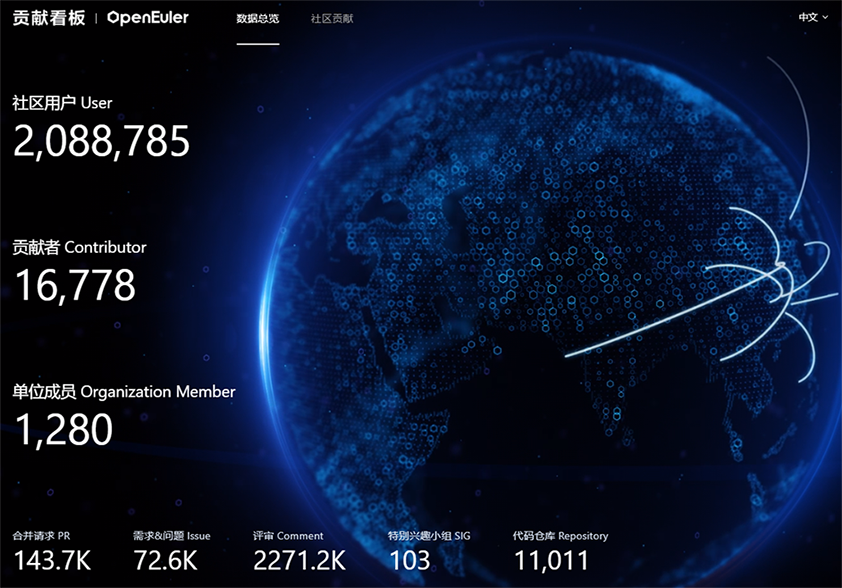 贡献看板 | OpenEuler 数据总览 社区贡献 中文
社区用户 User
2,088,785
贡献者 Contributor
16,778
单位成员 Organization Member
1,280
合并请求 PR 需求&问题 Issue 评审 Comment 特别兴趣小组 SIG 代码仓库 Repository
143.7K 72.6K 2271.2K 103 11,011